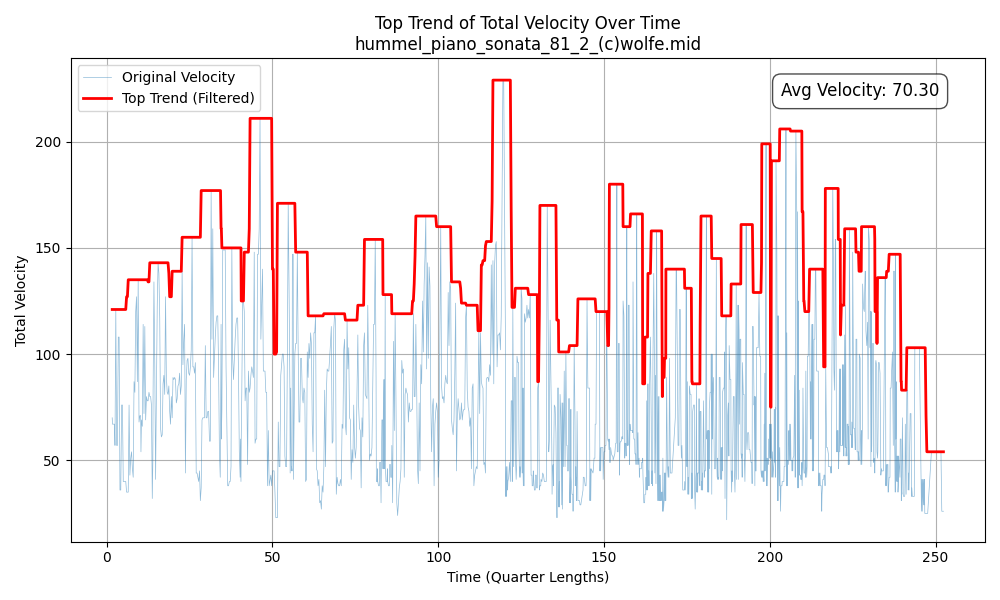 Top Trend of Total Velocity Over Time
hummel_piano_sonata_81_2_(c)wolfe.mid
Original Velocity
Top Trend (Filtered)
Avg Velocity: 70.30
Total Velocity
200
150
100
50
0 50 100 150 200 250
Time (Quarter Lengths)